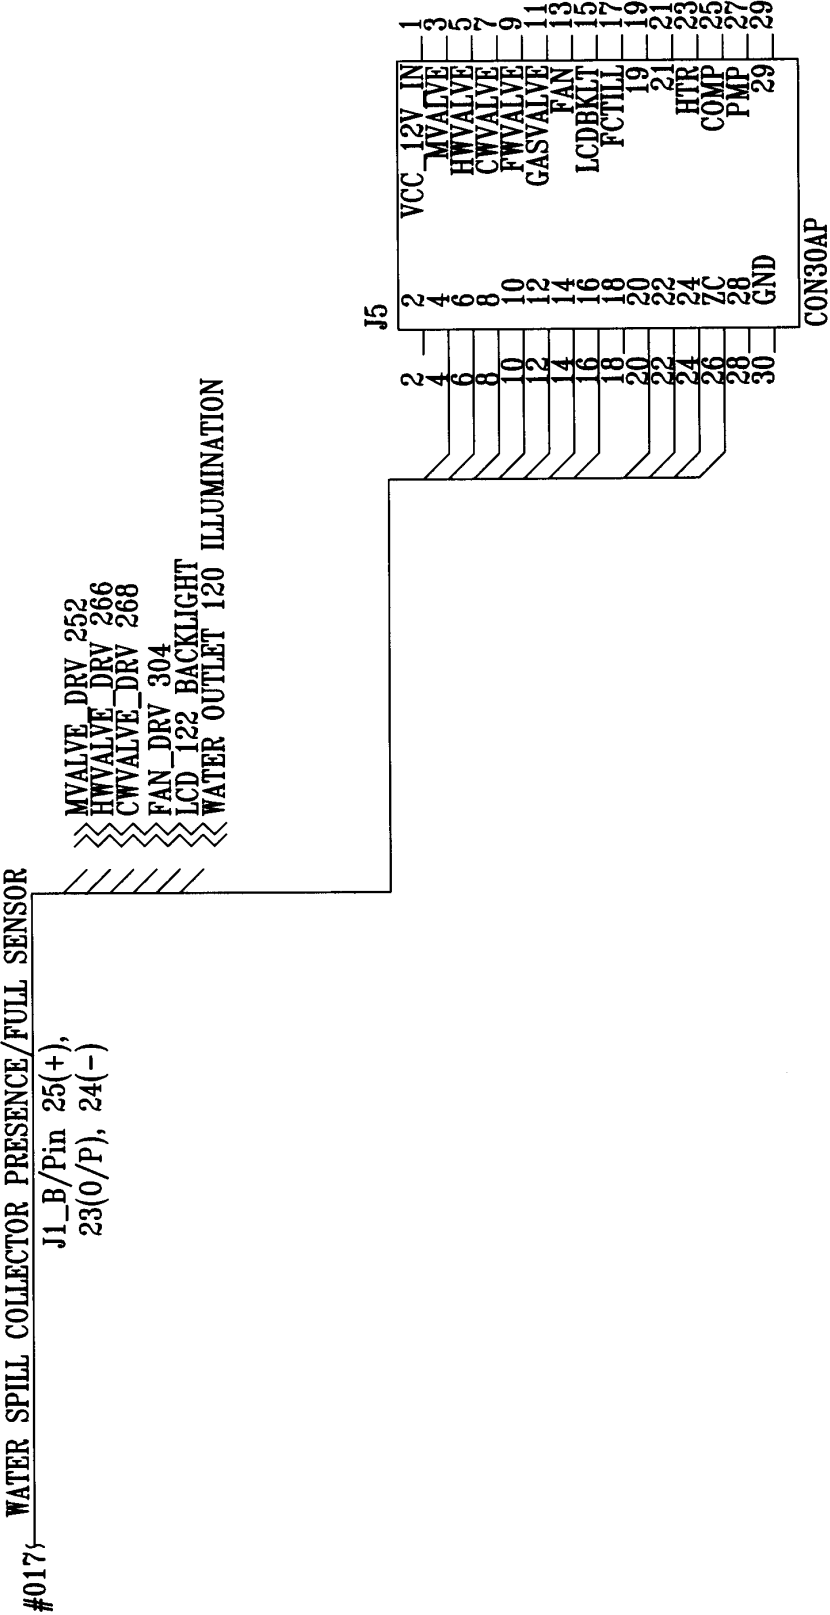 #017
WATER SPILL COLLECTOR PRESENCE/FULL SENSOR
J1_B/Pin 25(+),
23(O/P), 24(-)
MVALVE_DRV 252
HWVALVE_DRV 266
CWVALVE_DRV 268
FAN_DRV 304
LCD_122 BACKLIGHT
WATER OUTLET 120 ILLUMINATION
J5
2 2 VCC_12V_IN 1
4 4 MVALVE 3
6 6 HWVALVE 5
8 8 CWVALVE 7
10 10 FWVALVE 9
12 12 GASVALVE 11
14 14 FAN 13
16 16 LCDBKLT 15
18 18 FCTILL 17
20 20 19 19
22 22 21 21
24 24 HTR 23
26 ZC COMP 25
28 28 PMP 27
30 GND 29 29
CON30AP